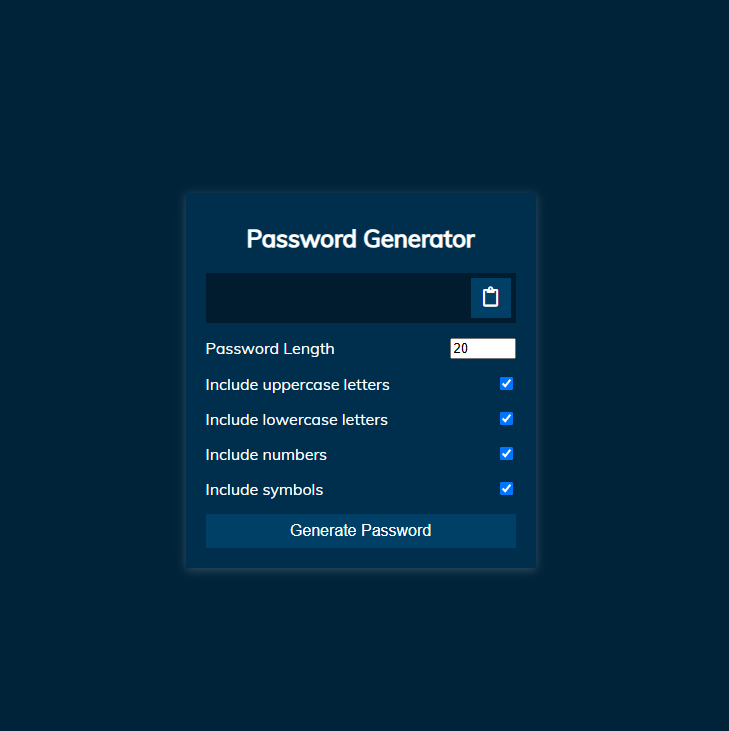 Password Generator
Password Length 20
Include uppercase letters
Include lowercase letters
Include numbers
Include symbols
Generate Password